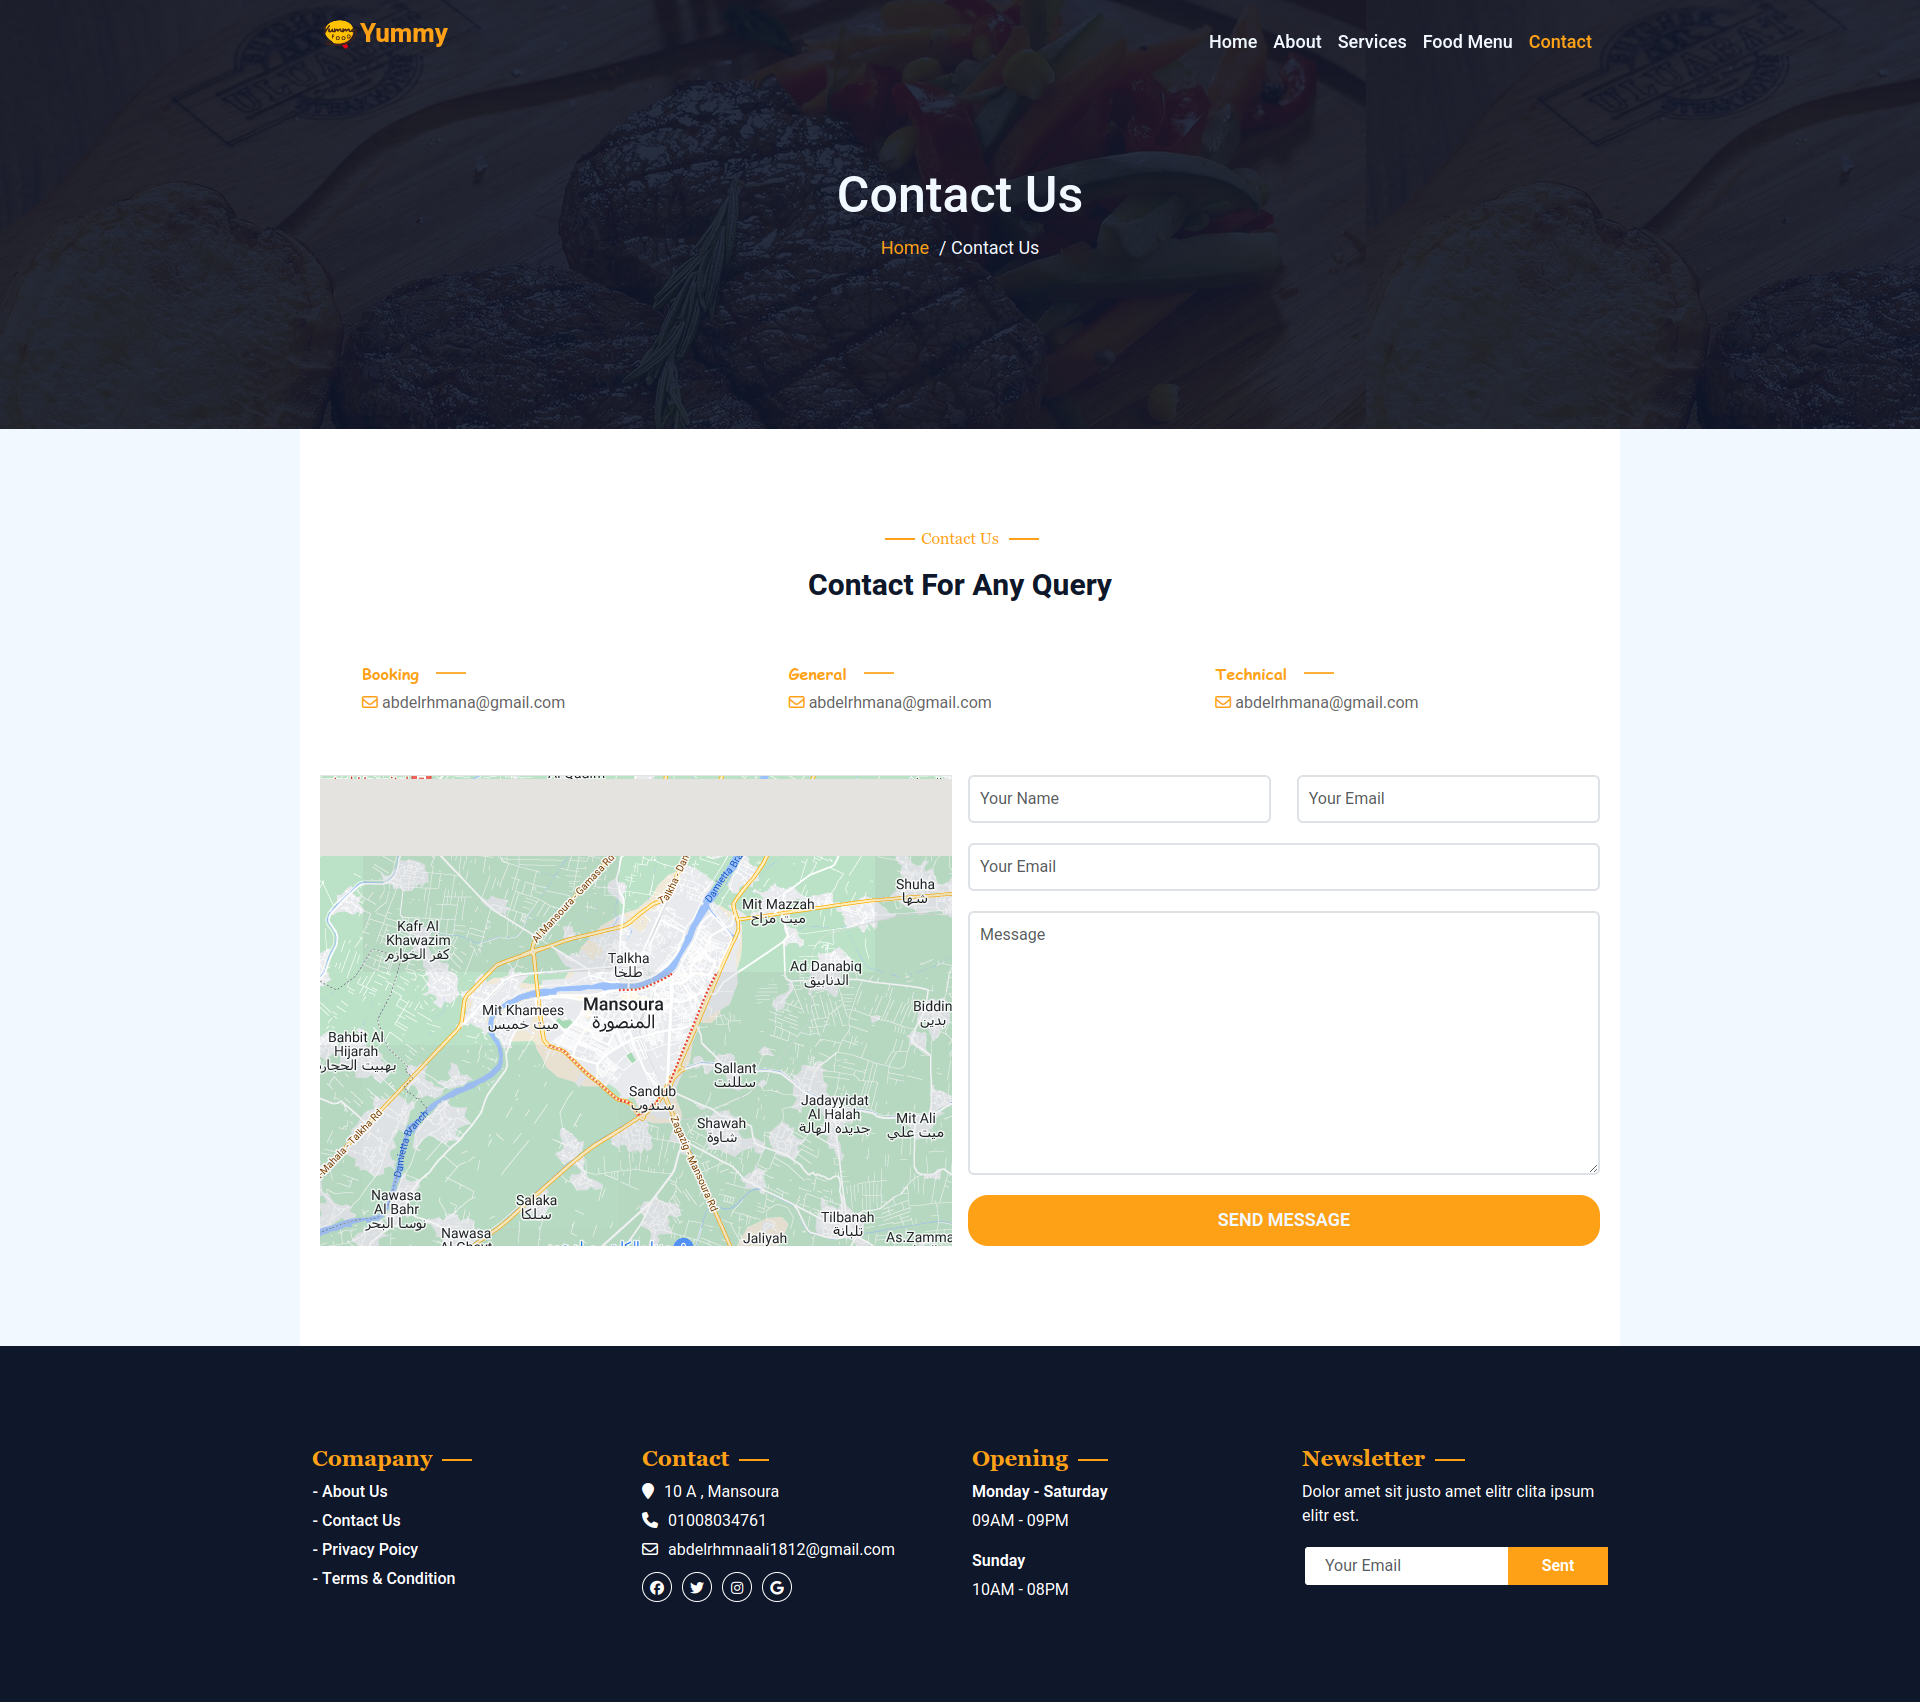 Yummy
Home About Services Food Menu Contact
Contact Us
Home / Contact Us
Contact Us
Contact For Any Query
Booking
abdelrhmana@gmail.com
General
abdelrhmana@gmail.com
Technical
abdelrhmana@gmail.com
Al Mansoura - Gamasa Rd
Shuha
شها
Mit Mazzah
ميت مزاح
Kafr Al
Khawazim
كفر الخوازم
Talkha
طلخا
Ad Danabiq
الدنابيق
Mansoura
المنصورة
Mit Khamees
ميت خميس
Biddin
بدين
Bahbit Al
Hijarah
بهبيت الحجارة
Sallant
سللنت
Sandub
سندوب
Jadayyidat
Al Halah
جديده الهالة
Shawah
شاوة
Mit Ali
ميت علي
Mahala - Talkha Rd
Damietta Branch
Zagazig - Mansoura Rd
Nawasa
Al Bahr
نوسا البحر
Salaka
سلكا
Tilbanah
تلبانة
Nawasa
Jaliyah
As.Zamma
Your Name
Your Email
Your Email
Message
SEND MESSAGE
Comapany
- About Us
- Contact Us
- Privacy Poicy
- Terms & Condition
Contact
10 A , Mansoura
01008034761
abdelrhmnaali1812@gmail.com
Opening
Monday - Saturday
09AM - 09PM
Sunday
10AM - 08PM
Newsletter
Dolor amet sit justo amet elitr clita ipsum
elitr est.
Your Email
Sent